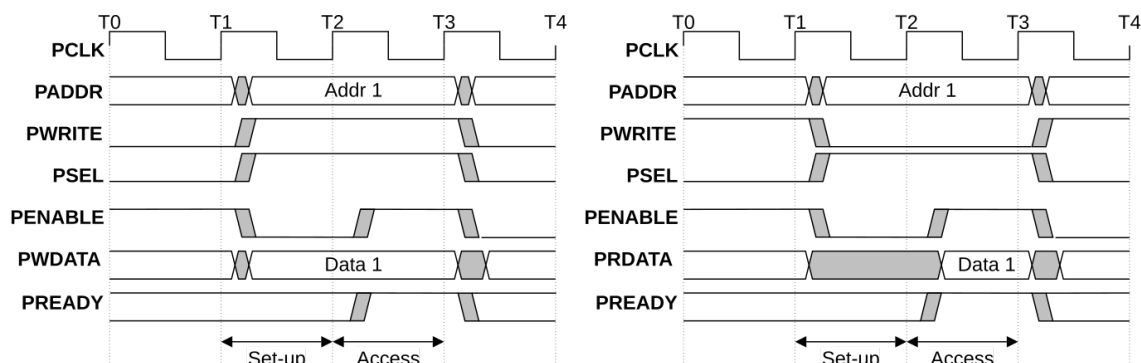 T0 T1 T2 T3 T4
PCLK
PADDR Addr 1
PWRITE
PSEL
PENABLE
PWDATA Data 1
PREADY
Set-up Access
T0 T1 T2 T3 T4
PCLK
PADDR Addr 1
PWRITE
PSEL
PENABLE
PRDATA Data 1
PREADY
Set-up Access